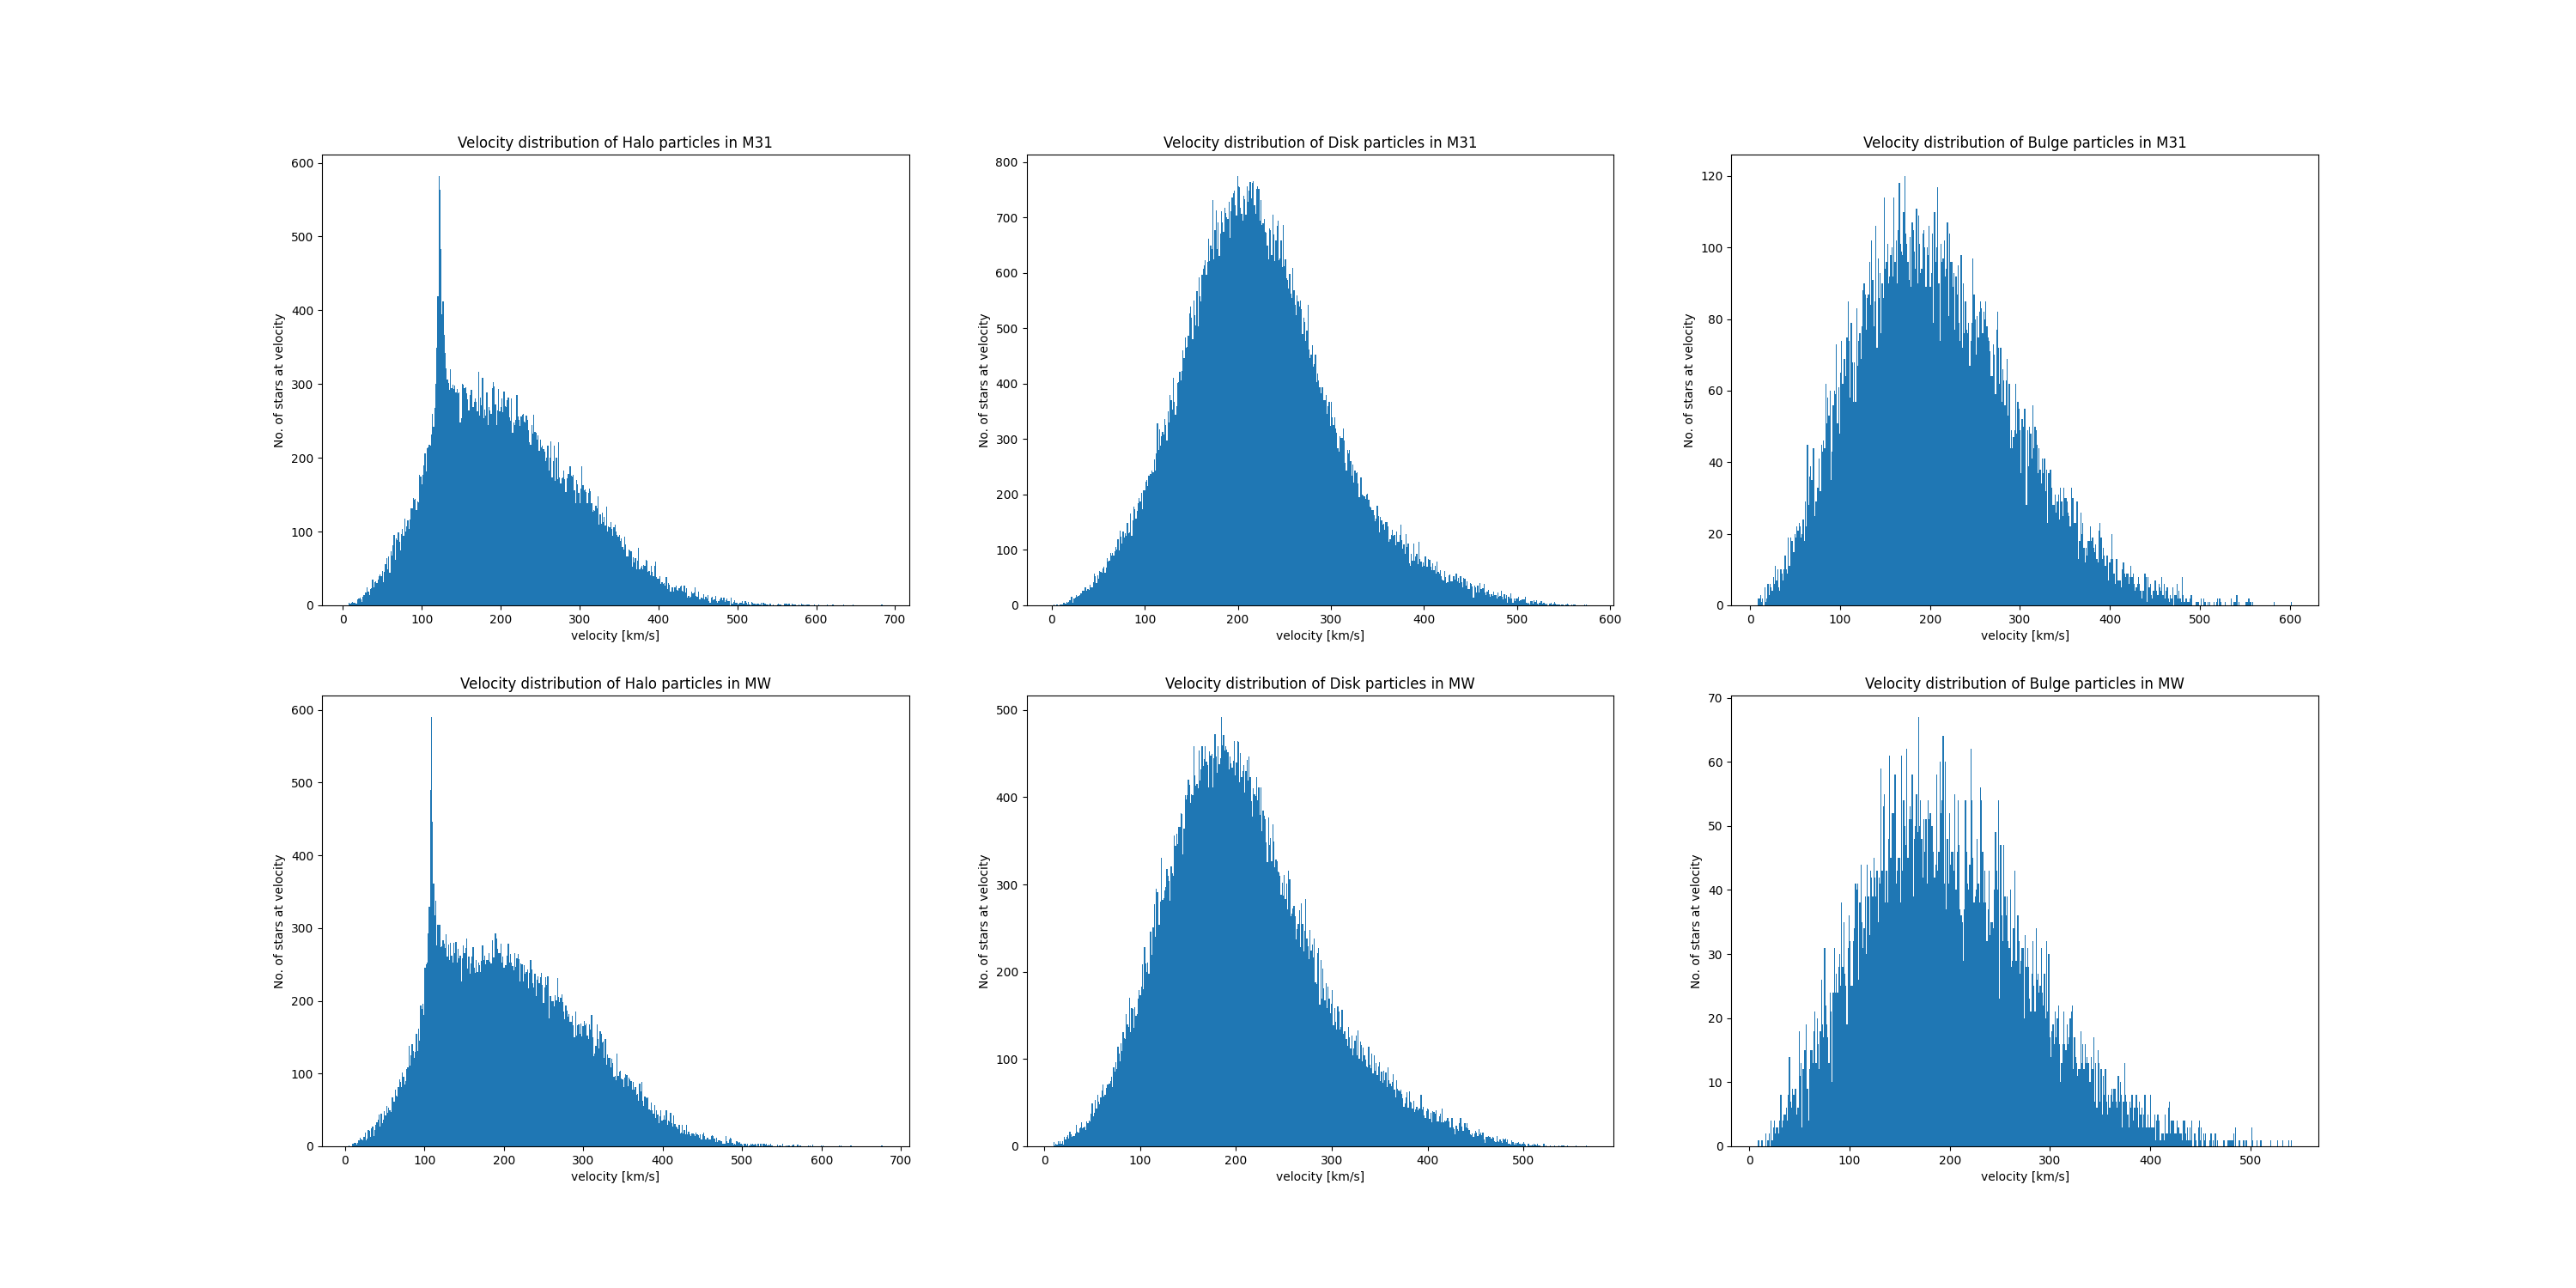 Velocity distribution of Halo particles in M31
600
500
400
300
200
100
0
No. of stars at velocity
0 100 200 300 400 500 600 700
velocity [km/s]
Velocity distribution of Disk particles in M31
800
700
600
500
400
300
200
100
0
No. of stars at velocity
0 100 200 300 400 500 600
velocity [km/s]
Velocity distribution of Bulge particles in M31
120
100
80
60
40
20
0
No. of stars at velocity
0 100 200 300 400 500 600
velocity [km/s]
Velocity distribution of Halo particles in MW
600
500
400
300
200
100
0
No. of stars at velocity
0 100 200 300 400 500 600 700
velocity [km/s]
Velocity distribution of Disk particles in MW
500
400
300
200
100
0
No. of stars at velocity
0 100 200 300 400 500
velocity [km/s]
Velocity distribution of Bulge particles in MW
70
60
50
40
30
20
10
0
No. of stars at velocity
0 100 200 300 400 500
velocity [km/s]